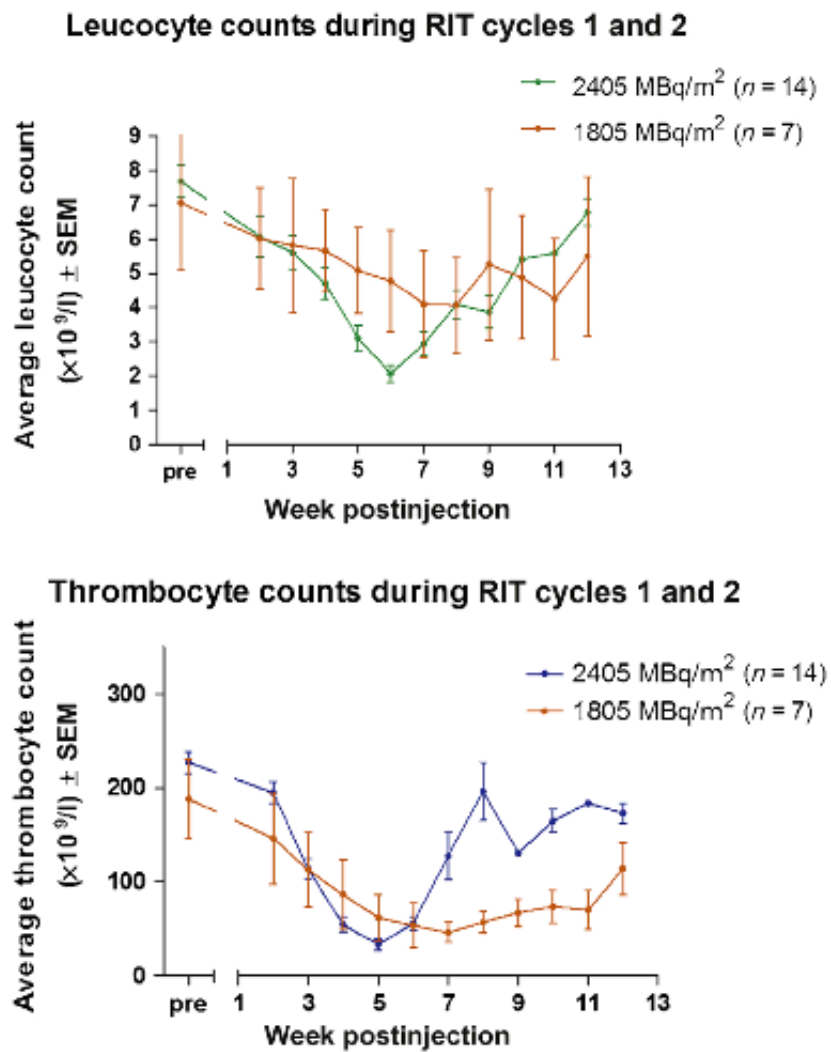 Leucocyte counts during RIT cycles 1 and 2
2405 MBq/m² (n = 14)
1805 MBq/m² (n = 7)
Average leucocyte count
(×10 9/l) ± SEM
9
8
7
6
5
4
3
2
1
0
pre 1 3 5 7 9 11 13
Week postinjection
Thrombocyte counts during RIT cycles 1 and 2
2405 MBq/m² (n = 14)
1805 MBq/m² (n = 7)
Average thrombocyte count
(×10 9/l) ± SEM
300
200
100
0
pre 1 3 5 7 9 11 13
Week postinjection